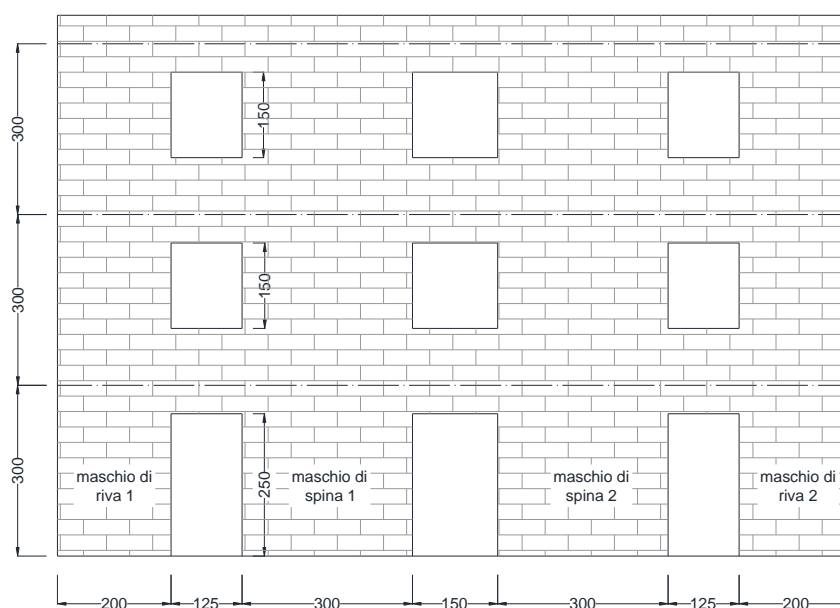 300
150
300
150
300
250
maschio di
riva 1
maschio di
spina 1
maschio di
spina 2
maschio di
riva 2
200
125
300
150
300
125
200